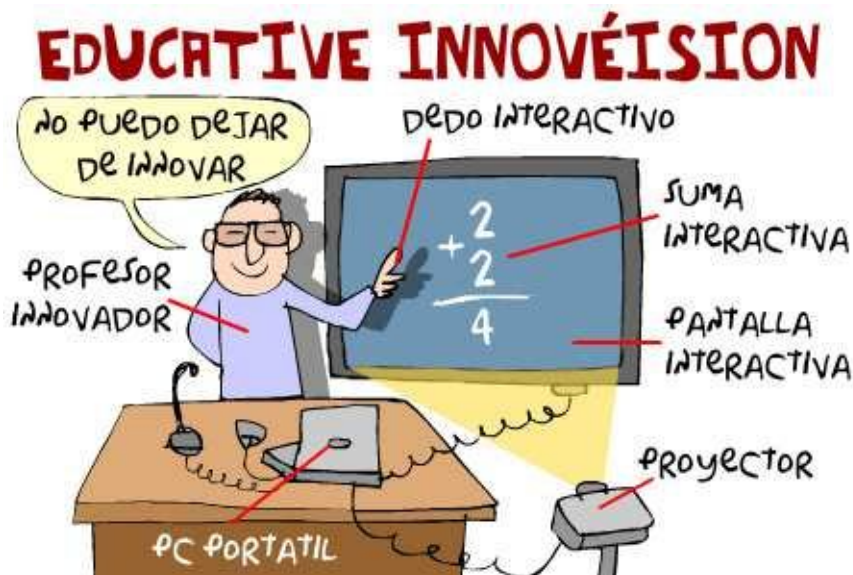 EDUCATIVE INNOVÉISION
NO PUEDO DEJAR
DE INNOVAR
DEDO INTERACTIVO
SUMA
INTERACTIVA
PROFESOR
INNOVADOR
2
+ 2
4
PANTALLA
INTERACTIVA
PROYECTOR
PC PORTATIL